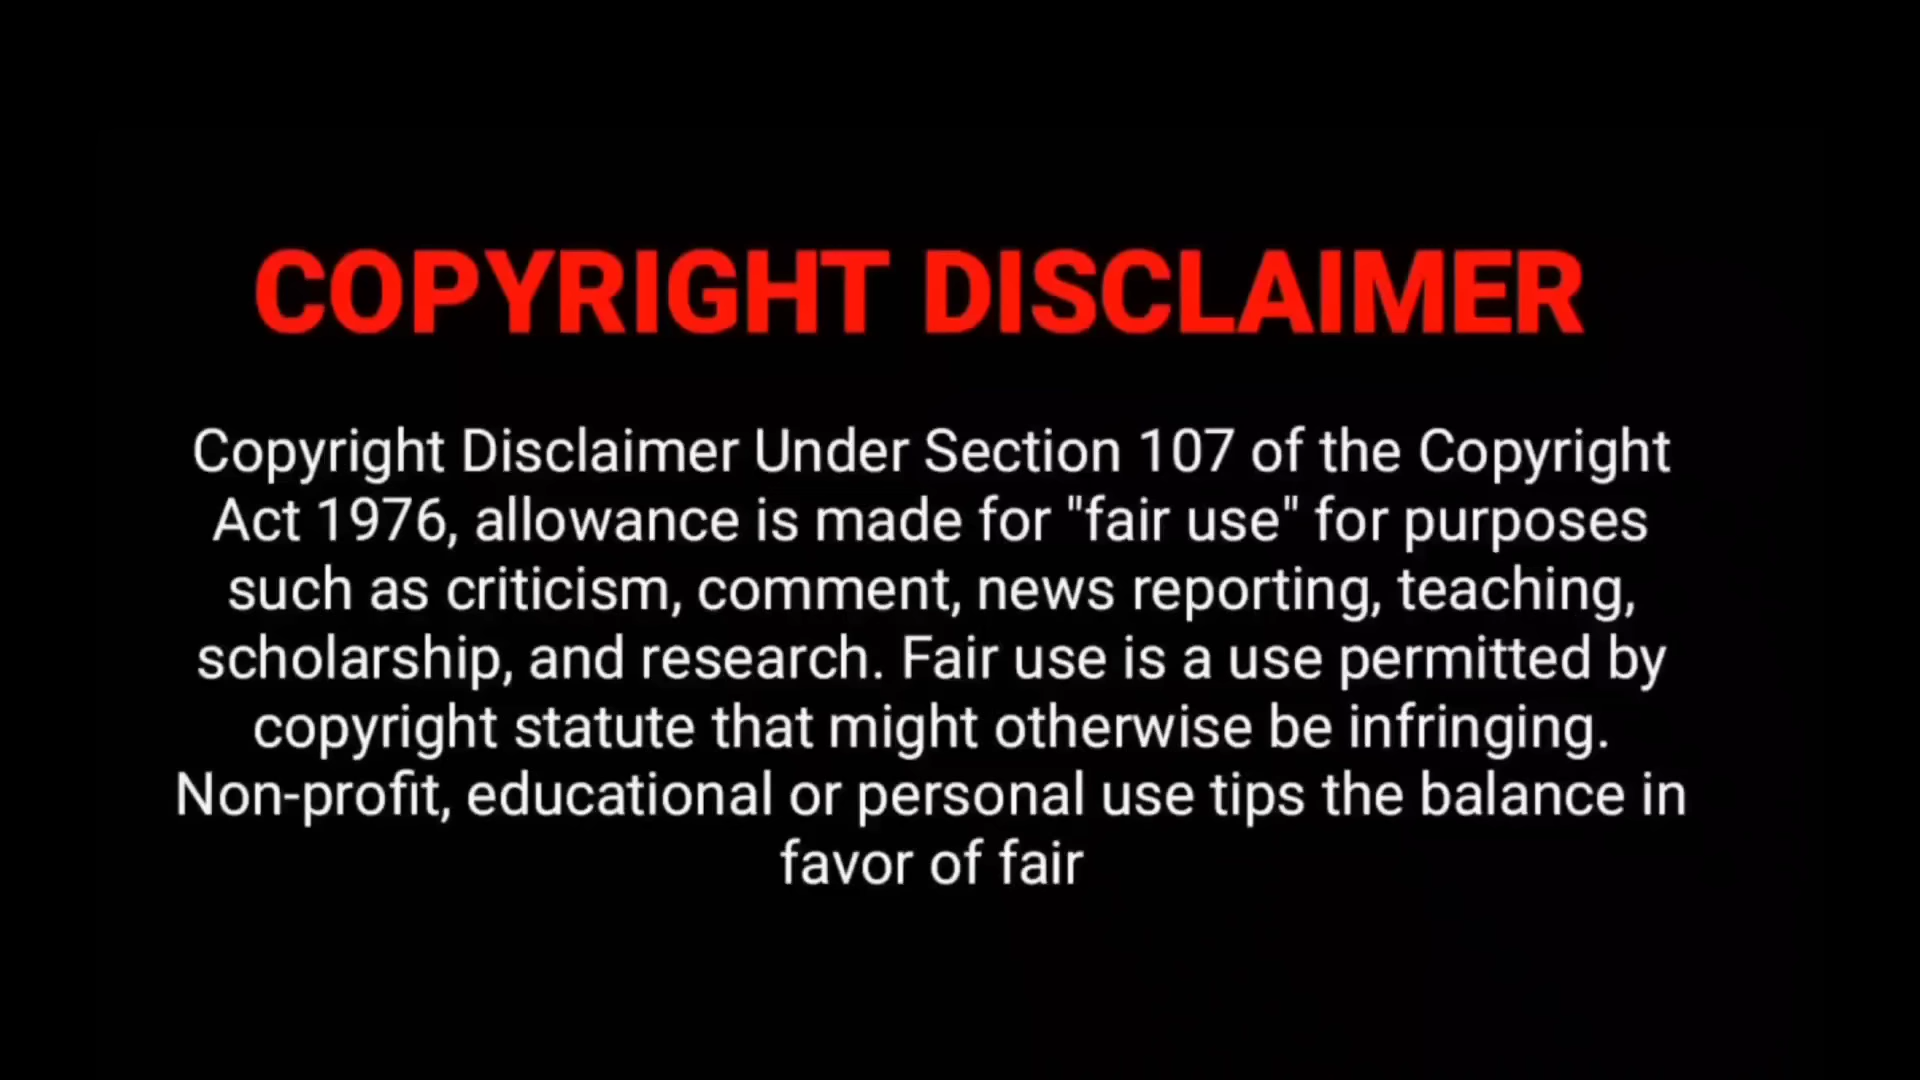 COPYRIGHT DISCLAIMER
Copyright Disclaimer Under Section 107 of the Copyright
Act 1976, allowance is made for "fair use" for purposes
such as criticism, comment, news reporting, teaching,
scholarship, and research. Fair use is a use permitted by
copyright statute that might otherwise be infringing.
Non-profit, educational or personal use tips the balance in
favor of fair